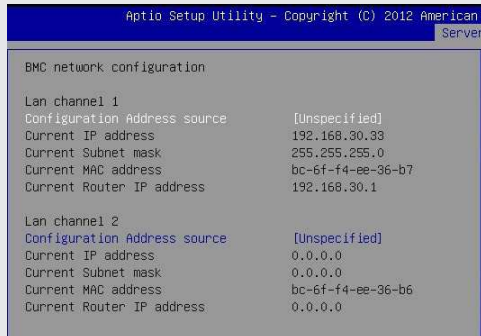 Aptio Setup Utility - Copyright (C) 2012 American
Server
BMC network configuration
Lan channel 1
Configuration Address source [Unspecified]
Current IP address 192.168.30.33
Current Subnet mask 255.255.255.0
Current MAC address bc-6f-f4-ee-36-b7
Current Router IP address 192.168.30.1
Lan channel 2
Configuration Address source [Unspecified]
Current IP address 0.0.0.0
Current Subnet mask 0.0.0.0
Current MAC address bc-6f-f4-ee-36-b6
Current Router IP address 0.0.0.0